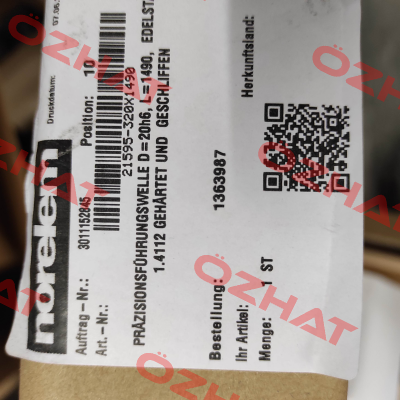 norelem
Druckdatum:
Auftrag-Nr.: 3011152845 Position: 10
Art.-Nr.: 21595-320X1490
PRÄZISIONSFÜHRUNGSWELLE D=20h6, L=1490, EDELST
1.4112 GEHÄRTET UND GESCHLIFFEN
Bestellung: 1363987
Ihr Artikel:
Menge: 1 ST
Herkunftsland:
ÖZHAT
ÖZHAT
ÖZHAT
ÖZHAT
ÖZHAT